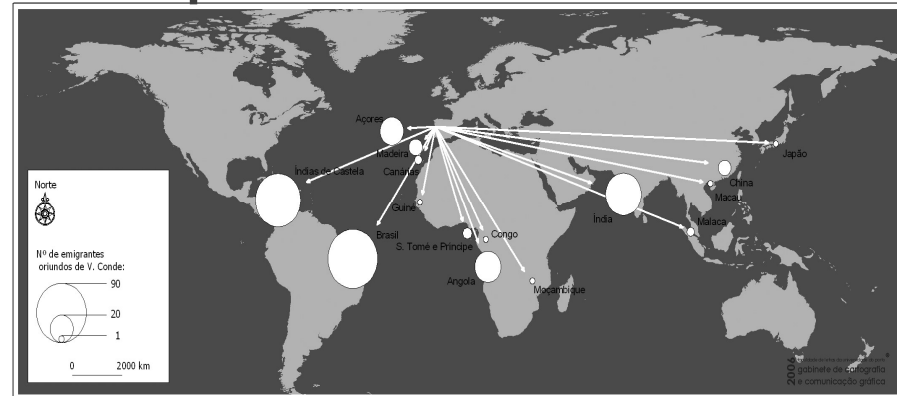 Açores
Madeira
Canárias
Índias de Castela
Guiné
Brasil
S. Tomé e Príncipe
Congo
Angola
Moçambique
Índia
Japão
China
Macau
Malaca
Norte
Nº de emigrantes
oriundos de V. Conde:
90
20
1
0 2000 km
2006
gabinete de cartografia
e comunicação gráfica